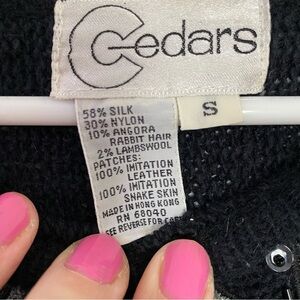 Cedars
S
58% SILK
30% NYLON
10% ANGORA
RABBIT HAIR
2% LAMBSWOOL
PATCHES:
100% IMITATION
LEATHER
100% IMITATION
SNAKE SKIN
MADE IN HONG KONG
RN 68040
SEE REVERSE FOR CARE